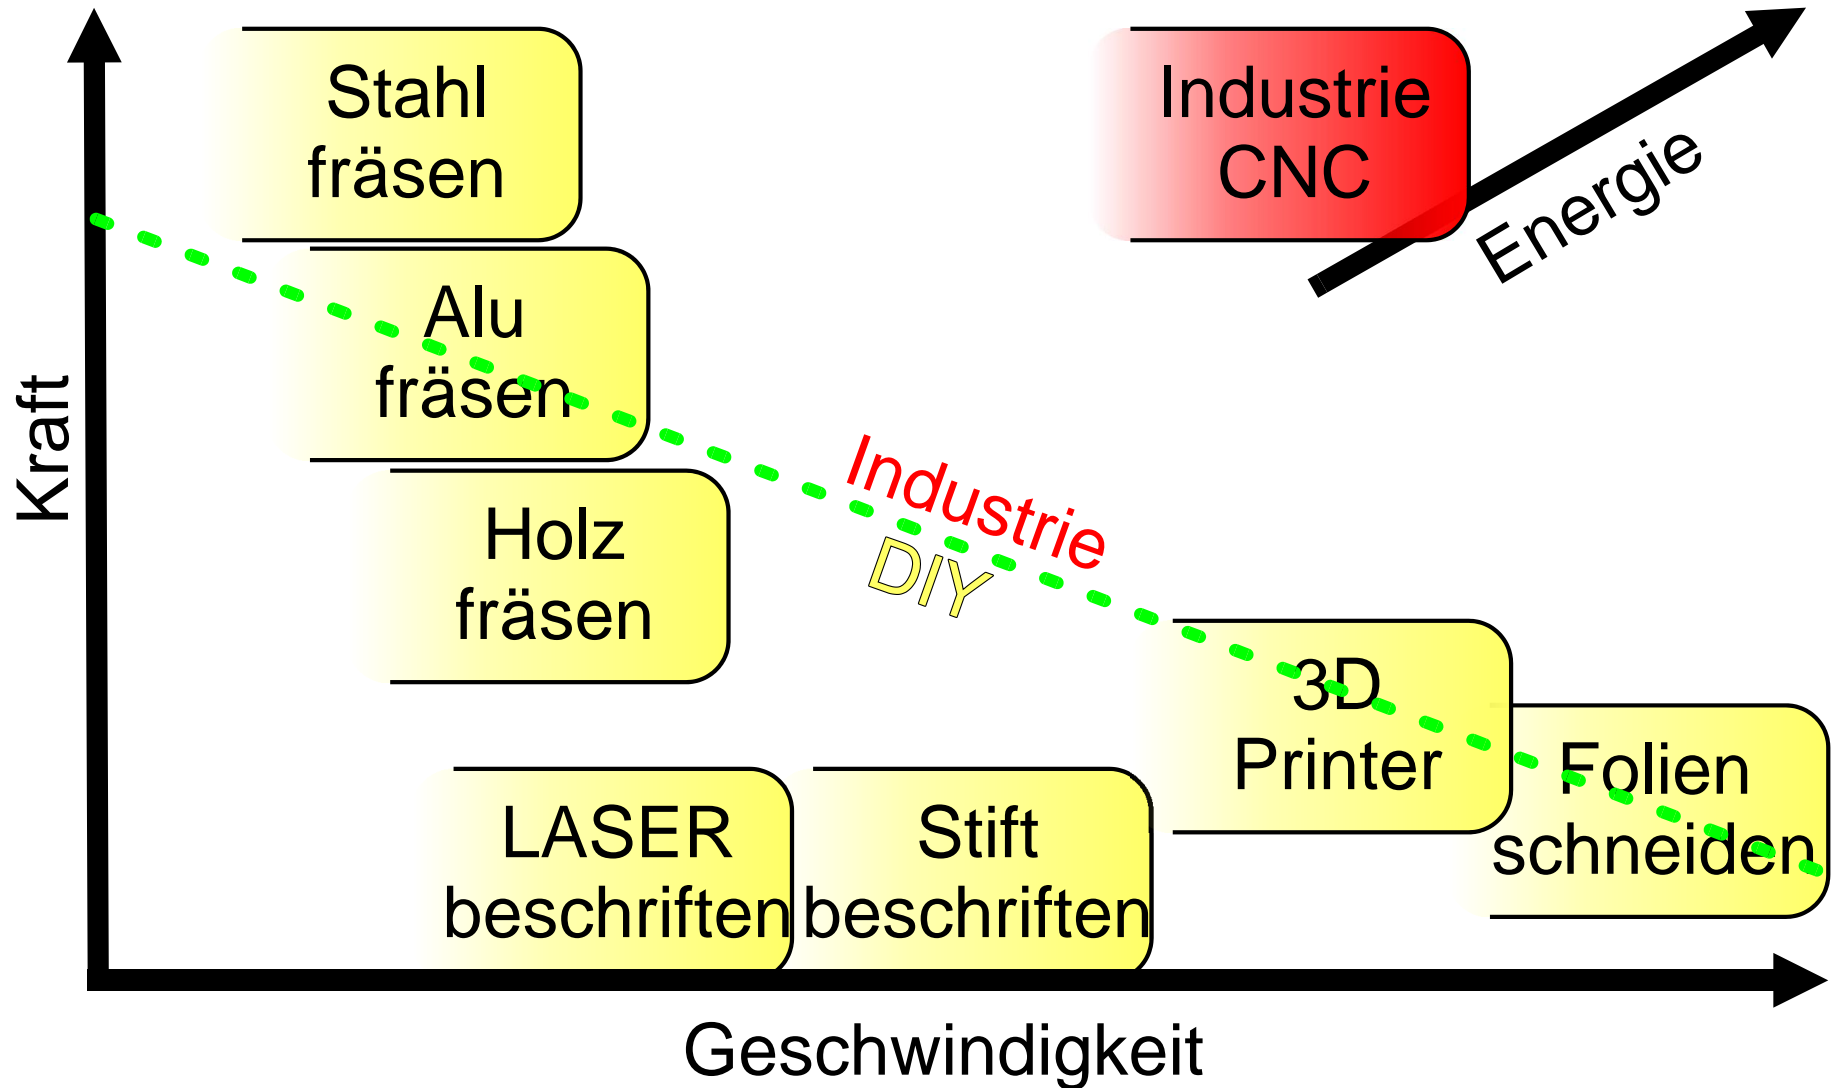 Stahl
fräsen
Industrie
CNC
Energie
Alu
fräsen
Kraft
Industrie
DIY
Holz
fräsen
3D
Printer
Folien
schneiden
LASER
beschriften
Stift
beschriften
Geschwindigkeit